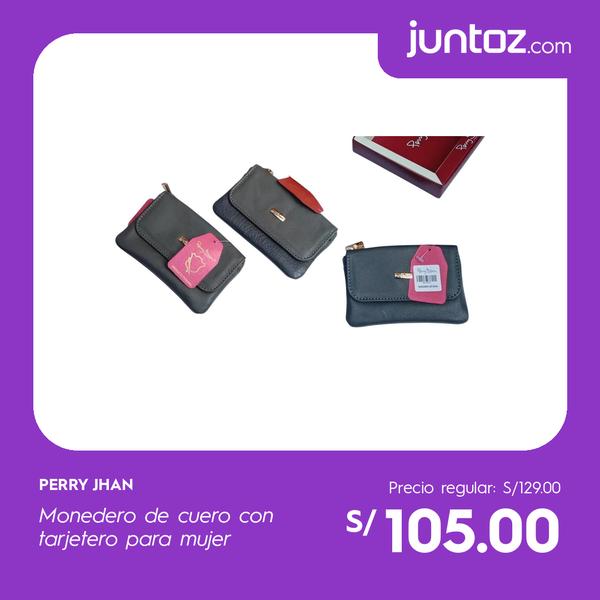 juntoz.com
PERRY JHAN
Monedero de cuero con
tarjetero para mujer
Precio regular: S/129.00
S/105.00